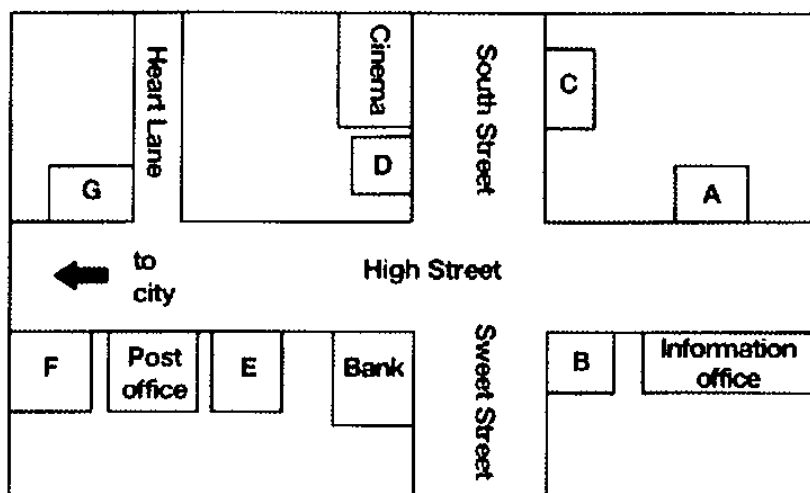 Heart Lane
Cinema
South Street
C
D
G
A
to
city
High Street
F
Post
office
E
Bank
Sweet Street
B
Information
office